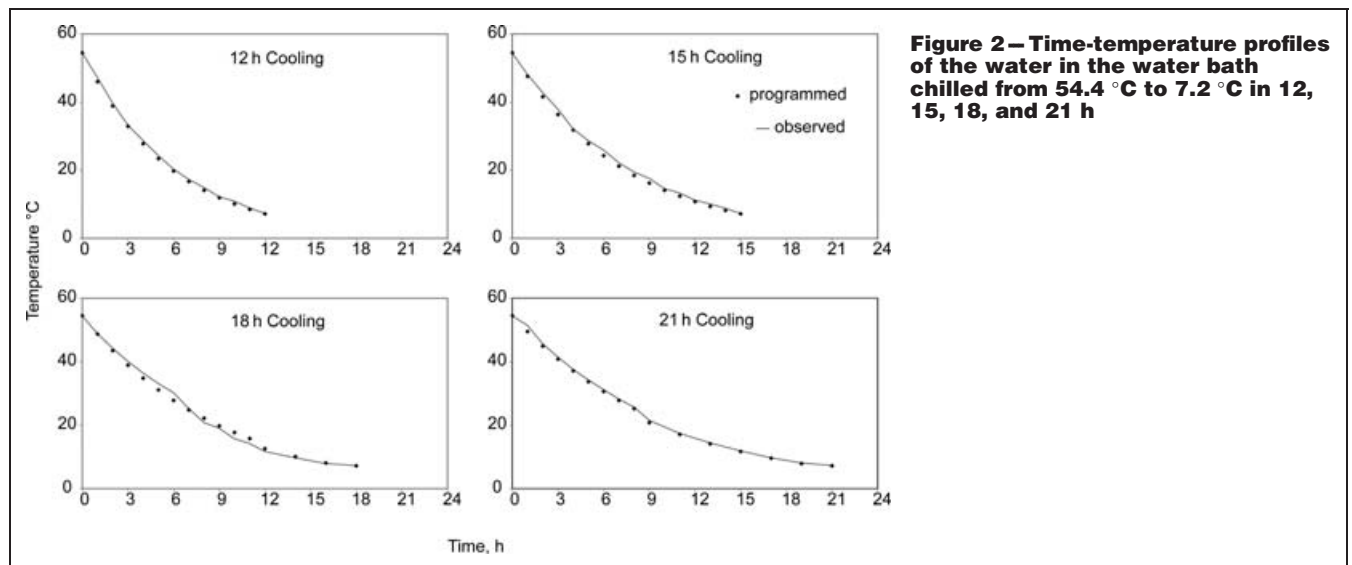 Figure 2—Time-temperature profiles
of the water in the water bath
chilled from 54.4 °C to 7.2 °C in 12,
15, 18, and 21 h
Temperature °C
60
40
20
0
12 h Cooling
0 3 6 9 12 15 18 21 24
60
40
20
0
15 h Cooling
programmed
observed
0 3 6 9 12 15 18 21 24
60
40
20
0
18 h Cooling
0 3 6 9 12 15 18 21 24
60
40
20
0
21 h Cooling
0 3 6 9 12 15 18 21 24
Time, h